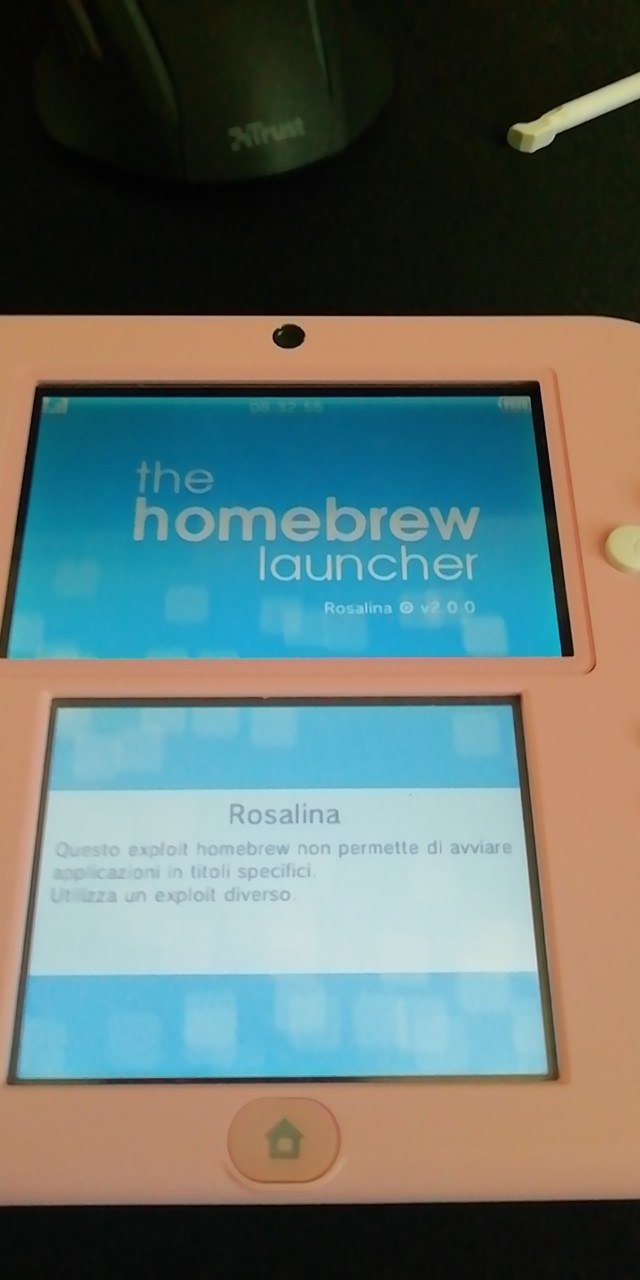 Trust
08:32:55
the
homebrew
launcher
Rosalina v2.0.0
Rosalina
Questo exploit homebrew non permette di avviare
applicazioni in titoli specifici.
Utilizza un exploit diverso.